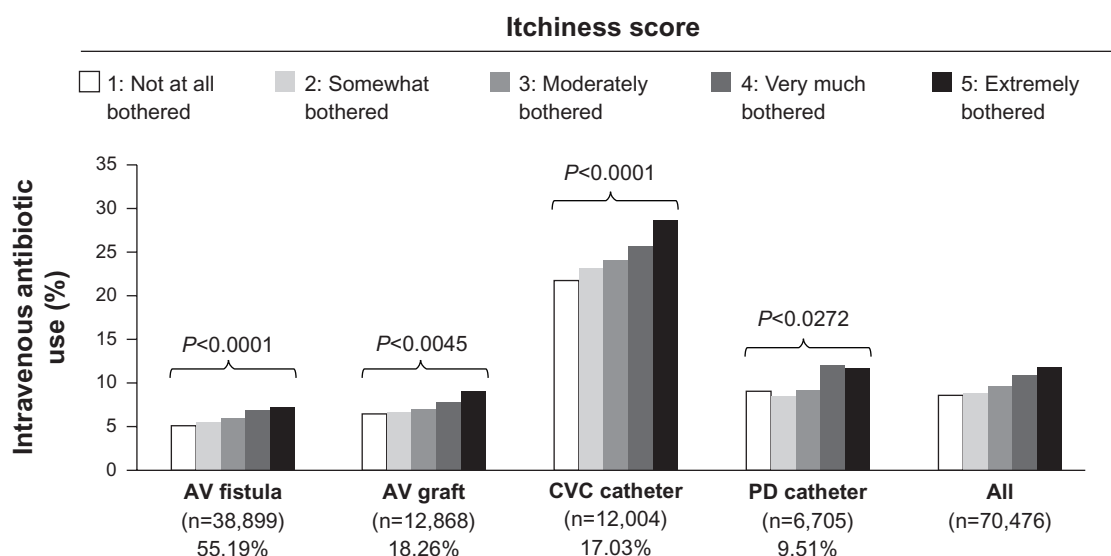 Itchiness score
1: Not at all bothered
2: Somewhat bothered
3: Moderately bothered
4: Very much bothered
5: Extremely bothered
Intravenous antibiotic
use (%)
35
30
25
20
15
10
5
0
P<0.0001
P<0.0045
P<0.0001
P<0.0272
AV fistula
(n=38,899)
55.19%
AV graft
(n=12,868)
18.26%
CVC catheter
(n=12,004)
17.03%
PD catheter
(n=6,705)
9.51%
All
(n=70,476)